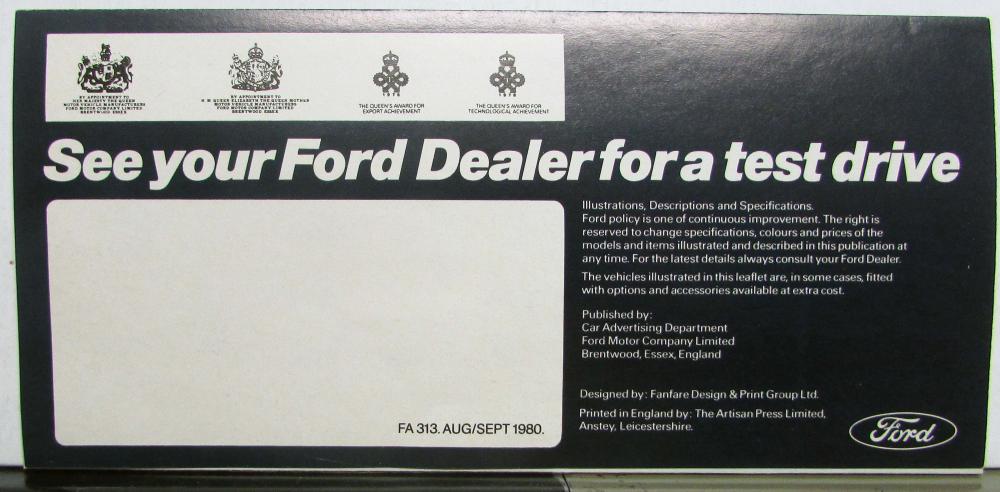 BY APPOINTMENT TO
HER MAJESTY THE QUEEN
MOTOR VEHICLE MANUFACTURERS
FORD MOTOR COMPANY LIMITED
BRENTWOOD ESSEX
BY APPOINTMENT TO
H M QUEEN ELIZABETH THE QUEEN MOTHER
MOTOR VEHICLE MANUFACTURERS
FORD MOTOR COMPANY LIMITED
BRENTWOOD ESSEX
THE QUEEN'S AWARD FOR
EXPORT ACHIEVEMENT
THE QUEEN'S AWARD FOR
TECHNOLOGICAL ACHIEVEMENT
See your Ford Dealer for a test drive
Illustrations, Descriptions and Specifications.
Ford policy is one of continuous improvement. The right is
reserved to change specifications, colours and prices of the
models and items illustrated and described in this publication at
any time. For the latest details always consult your Ford Dealer.
The vehicles illustrated in this leaflet are, in some cases, fitted
with options and accessories available at extra cost.
Published by:
Car Advertising Department
Ford Motor Company Limited
Brentwood, Essex, England
Designed by: Fanfare Design & Print Group Ltd.
Printed in England by: The Artisan Press Limited,
Anstey, Leicestershire.
FA 313. AUG/SEPT 1980.
Ford